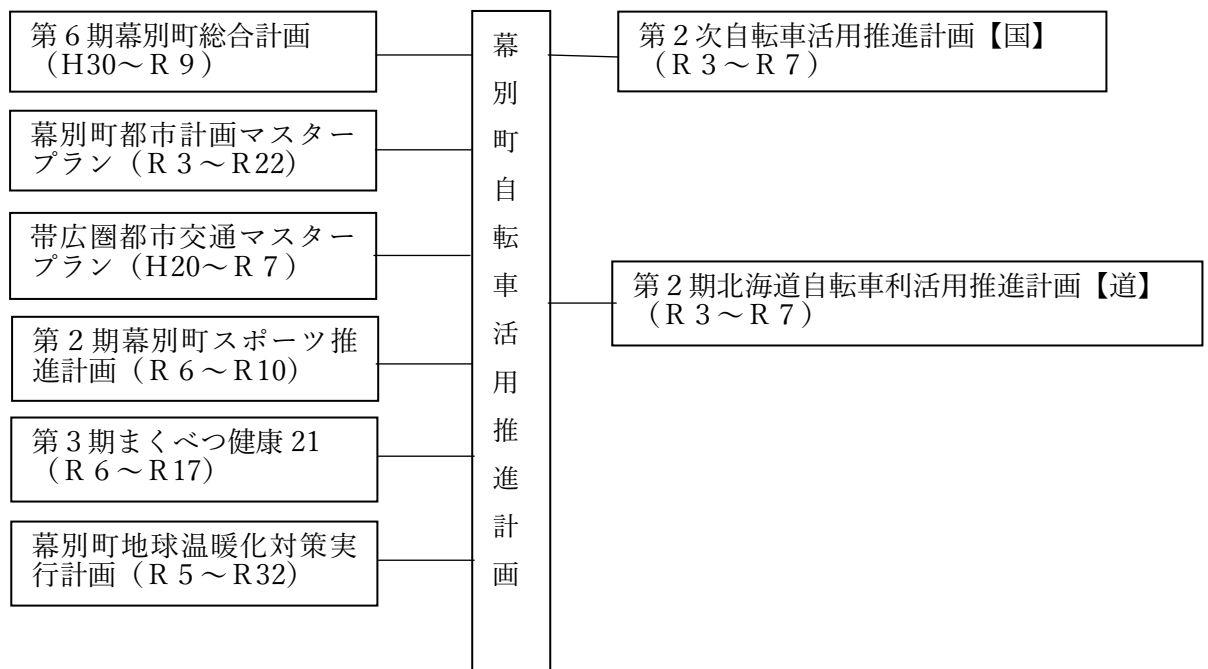 第６期幕別町総合計画
（H30～Ｒ９）
幕別町都市計画マスター
プラン（Ｒ３～Ｒ22）
帯広圏都市交通マスター
プラン（H20～Ｒ７）
第２期幕別町スポーツ推
進計画（Ｒ６～Ｒ10）
第３期まくべつ健康 21
（Ｒ６～Ｒ17）
幕別町地球温暖化対策実
行計画（Ｒ５～Ｒ32）
幕別町自転車活用推進計画
第２次自転車活用推進計画【国】
（Ｒ３～Ｒ７）
第２期北海道自転車利活用推進計画【道】
（Ｒ３～Ｒ７）